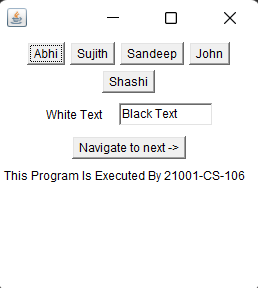 Abhi Sujith Sandeep John
Shashi
White Text Black Text
Navigate to next ->
This Program Is Executed By 21001-CS-106